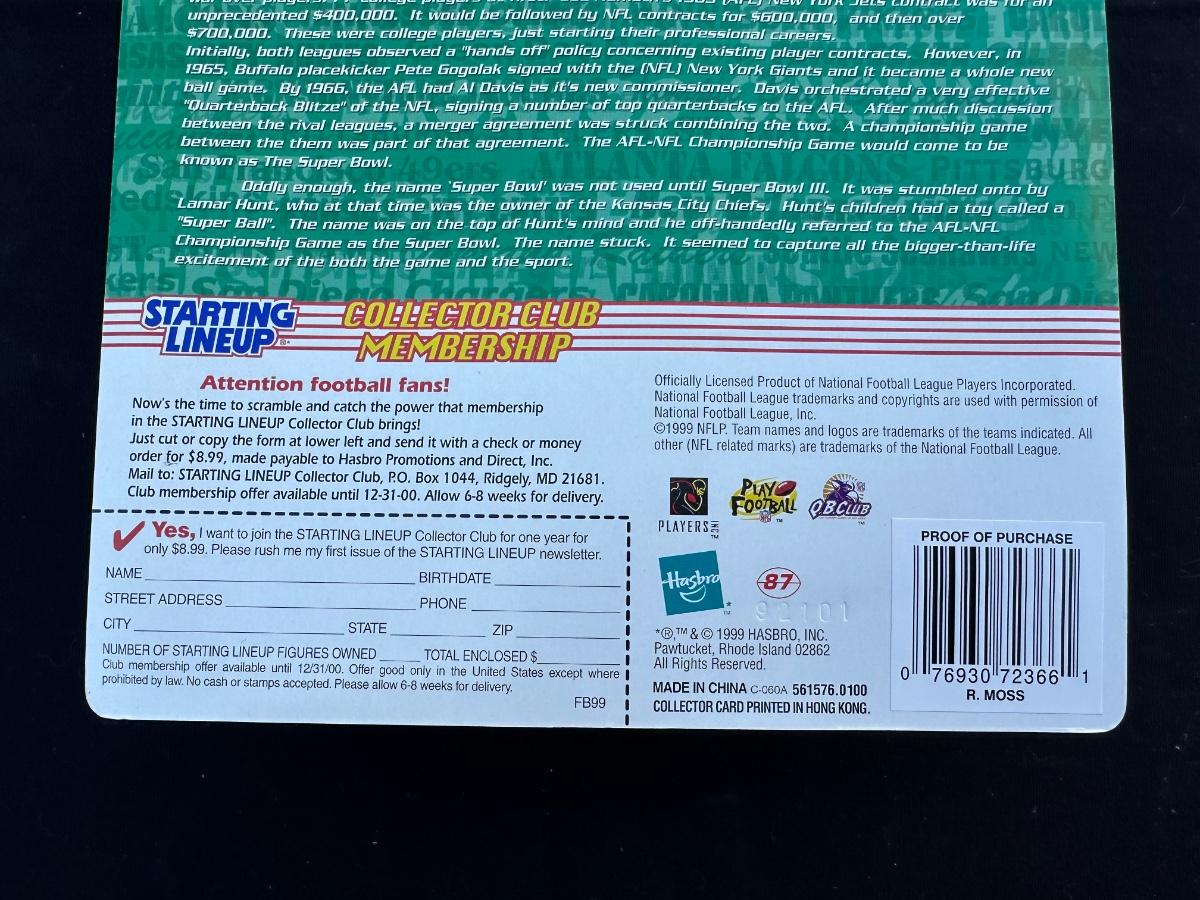 unprecedented $400,000. It would be followed by NFL contracts for $600,000, and then over
$700,000. These were college players, just starting their professional careers.
Initially, both leagues observed a "hands off" policy concerning existing player contracts. However, in
1965, Buffalo placekicker Pete Gogolak signed with the (NFL) New York Giants and it became a whole new
ball game. By 1966, the AFL had Al Davis as it's new commissioner. Davis orchestrated a very effective
"Quarterback Blitze" of the NFL, signing a number of top quarterbacks to the AFL. After much discussion
between the rival leagues, a merger agreement was struck combining the two. A championship game
between the them was part of that agreement. The AFL-NFL Championship Game would come to be
known as The Super Bowl.
Oddly enough, the name 'Super Bowl' was not used until Super Bowl III. It was stumbled onto by
Lamar Hunt, who at that time was the owner of the Kansas City Chiefs. Hunt's children had a toy called a
"Super Ball". The name was on the top of Hunt's mind and he off-handedly referred to the AFL-NFL
Championship Game as the Super Bowl. The name stuck. It seemed to capture all the bigger-than-life
excitement of the both the game and the sport.
STARTING
LINEUP
COLLECTOR CLUB
MEMBERSHIP
Attention football fans!
Now's the time to scramble and catch the power that membership
in the STARTING LINEUP Collector Club brings!
Just cut or copy the form at lower left and send it with a check or money
order for $8.99, made payable to Hasbro Promotions and Direct, Inc.
Mail to: STARTING LINEUP Collector Club, P.O. Box 1044, Ridgely, MD 21681.
Club membership offer available until 12-31-00. Allow 6-8 weeks for delivery.
Yes, I want to join the STARTING LINEUP Collector Club for one year for
only $8.99. Please rush me my first issue of the STARTING LINEUP newsletter.
NAME BIRTHDATE
STREET ADDRESS PHONE
CITY STATE ZIP
NUMBER OF STARTING LINEUP FIGURES OWNED TOTAL ENCLOSED $
Club membership offer available until 12/31/00. Offer good only in the United States except where
prohibited by law. No cash or stamps accepted. Please allow 6-8 weeks for delivery.
FB99
Officially Licensed Product of National Football League Players Incorporated.
National Football League trademarks and copyrights are used with permission of
National Football League, Inc.
©1999 NFLP. Team names and logos are trademarks of the teams indicated. All
other (NFL related marks) are trademarks of the National Football League.
PLAYERS INC ™
PLAY
FOOTBALL ™
QB CLUB ™
Hasbro *™
87
92101
*®,™ & © 1999 HASBRO, INC.
Pawtucket, Rhode Island 02862
All Rights Reserved.
MADE IN CHINA C-060A 561576.0100
COLLECTOR CARD PRINTED IN HONG KONG.
PROOF OF PURCHASE
0 76930 72366 1
R. MOSS